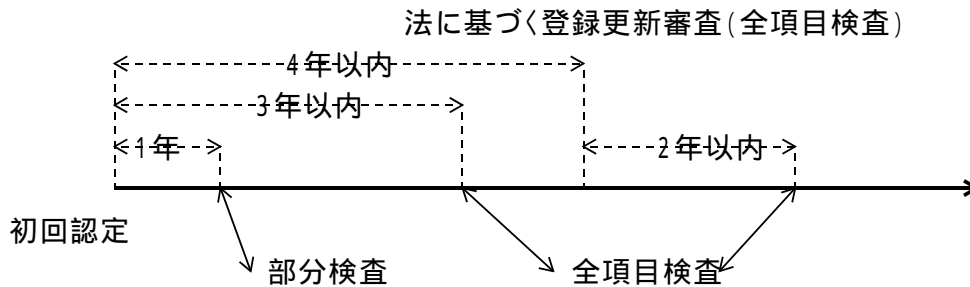 法に基づく登録更新審査(全項目検査)
4年以内
3年以内
1年
2年以内
初回認定
部分検査
全項目検査